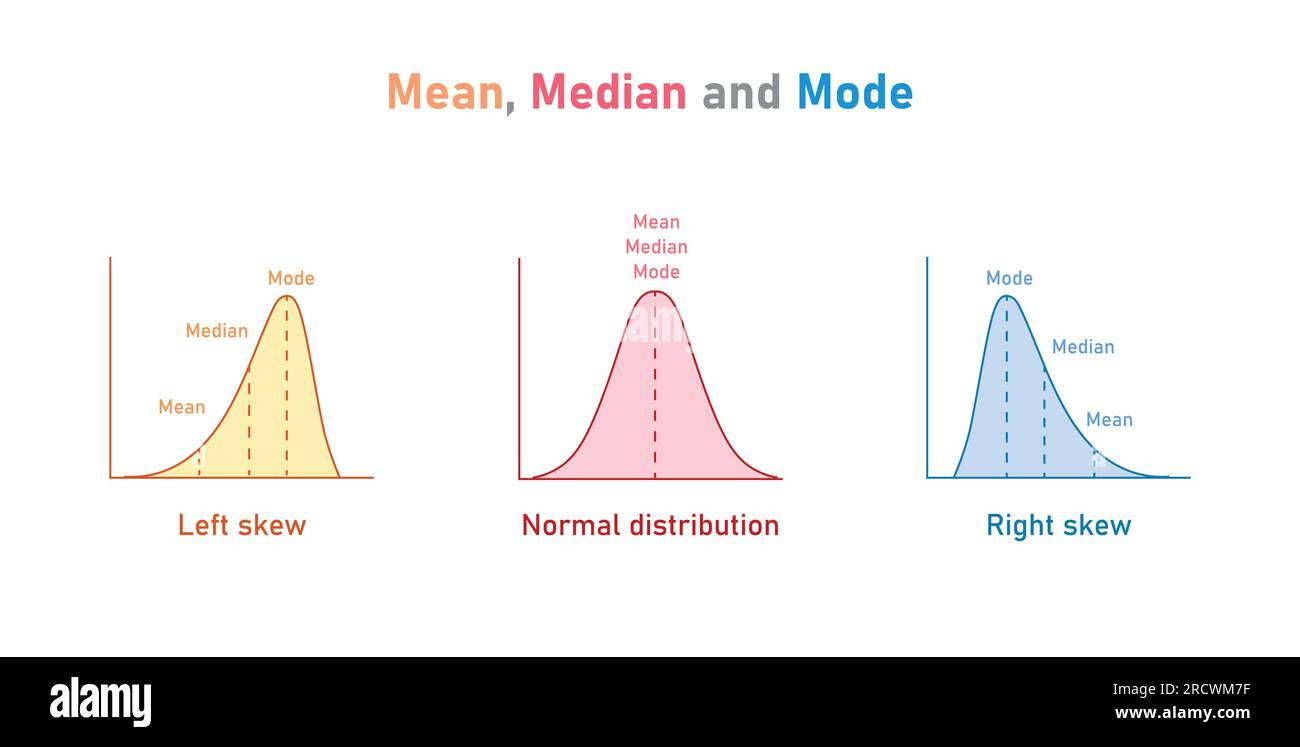 Mean, Median and Mode
Mode
Median
Mean
Left skew
Mean
Median
Mode
Normal distribution
Mode
Median
Mean
Right skew
alamy
Image ID: 2RCWM7F
www.alamy.com